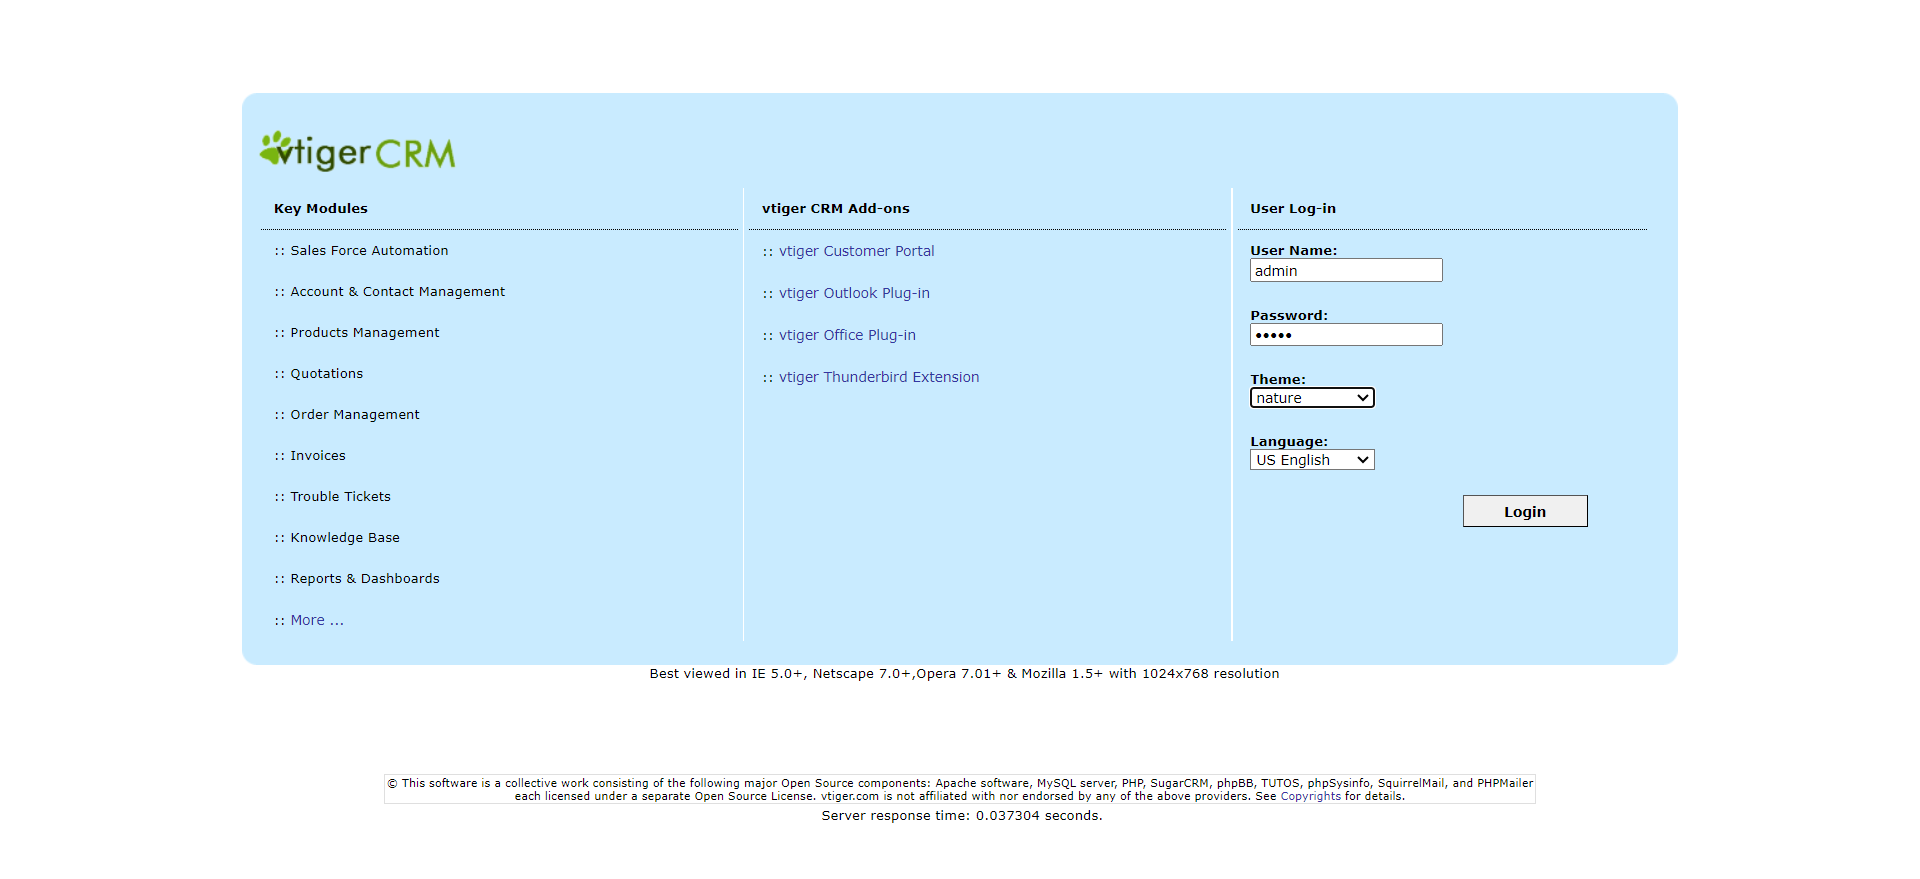 vtiger CRM
Key Modules
:: Sales Force Automation
:: Account & Contact Management
:: Products Management
:: Quotations
:: Order Management
:: Invoices
:: Trouble Tickets
:: Knowledge Base
:: Reports & Dashboards
:: More ...
vtiger CRM Add-ons
:: vtiger Customer Portal
:: vtiger Outlook Plug-in
:: vtiger Office Plug-in
:: vtiger Thunderbird Extension
User Log-in
User Name:
admin
Password:
•••••
Theme:
nature
Language:
US English
Login
Best viewed in IE 5.0+, Netscape 7.0+,Opera 7.01+ & Mozilla 1.5+ with 1024x768 resolution
© This software is a collective work consisting of the following major Open Source components: Apache software, MySQL server, PHP, SugarCRM, phpBB, TUTOS, phpSysinfo, SquirrelMail, and PHPMailer
each licensed under a separate Open Source License. vtiger.com is not affiliated with nor endorsed by any of the above providers. See Copyrights for details.
Server response time: 0.037304 seconds.